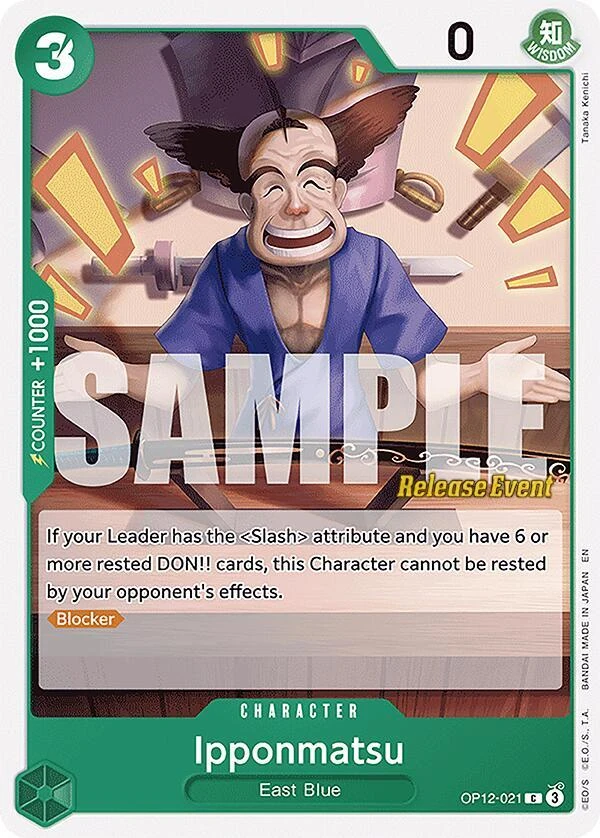 3
0
知
WISDOM
Tanaka Kenichi
COUNTER +1000
SAMPLE
Release Event
If your Leader has the <Slash> attribute and you have 6 or
more rested DON!! cards, this Character cannot be rested
by your opponent's effects.
Blocker
CHARACTER
Ipponmatsu
East Blue
OP12-021 C 3
©EO/S ©E.O./S., T.A. BANDAI MADE IN JAPAN EN